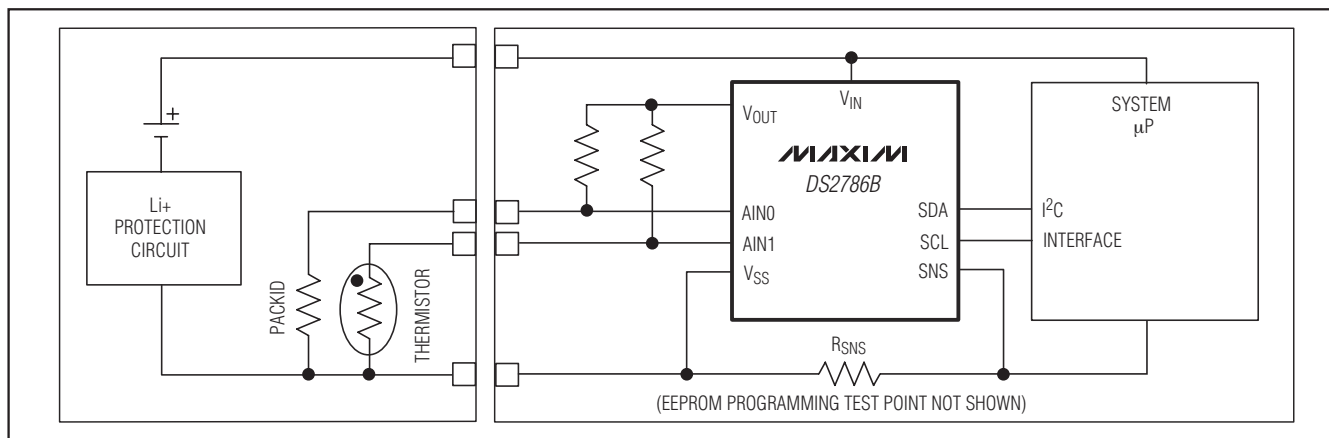 +
Li+
PROTECTION
CIRCUIT
PACKID
THERMISTOR
VIN
VOUT
MAXIM
DS2786B
AIN0
AIN1
VSS
SDA
SCL
SNS
SYSTEM
μP
I²C
INTERFACE
RSNS
(EEPROM PROGRAMMING TEST POINT NOT SHOWN)